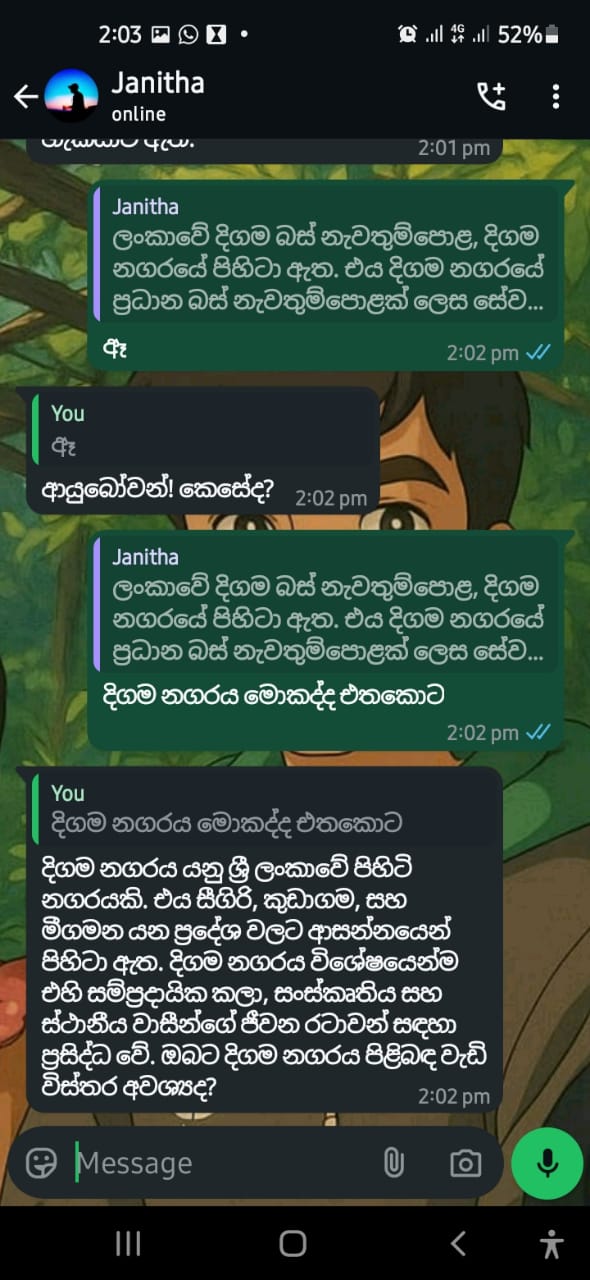 2:03
4G
52%
Janitha
online
2:01 pm
Janitha
ලංකාවේ දිගම බස් නැවතුම්පොළ, දිගම
නගරයේ පිහිටා ඇත. එය දිගම නගරයේ
ප්‍රධාන බස් නැවතුම්පොළක් ලෙස සේව...
ඈ
2:02 pm
You
ඈ
ආයුබෝවන්! කෙසේද?
2:02 pm
Janitha
ලංකාවේ දිගම බස් නැවතුම්පොළ, දිගම
නගරයේ පිහිටා ඇත. එය දිගම නගරයේ
ප්‍රධාන බස් නැවතුම්පොළක් ලෙස සේව...
දිගම නගරය මොකද්ද එතකොට
2:02 pm
You
දිගම නගරය මොකද්ද එතකොට
දිගම නගරය යනු ශ්‍රී ලංකාවේ පිහිටි
නගරයකි. එය සීගිරි, කුඩාගම, සහ
මීගමන යන ප්‍රදේශ වලට ආසන්නයෙන්
පිහිටා ඇත. දිගම නගරය විශේෂයෙන්ම
එහි සම්ප්‍රදායික කලා, සංස්කෘතිය සහ
ස්ථානීය වාසීන්ගේ ජීවන රටාවන් සඳහා
ප්‍රසිද්ධ වේ. ඔබට දිගම නගරය පිළිබඳ වැඩි
විස්තර අවශ්‍යද?
2:02 pm
Message